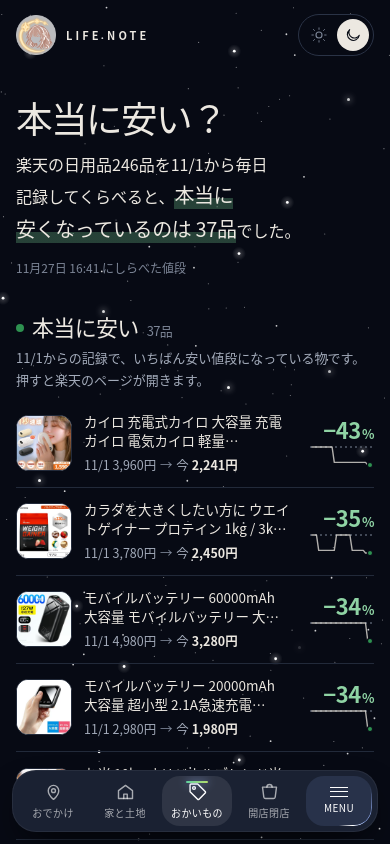 LIFE.NOTE
本当に安い？
楽天の日用品246品を11/1から毎日
記録してくらべると、本当に
安くなっているのは 37品でした。
11月27日 16:41にしらべた値段
本当に安い 37品
11/1からの記録で、いちばん安い値段になっている物です。
押すと楽天のページが開きます。
カイロ 充電式カイロ 大容量 充電
ガイロ 電気カイロ 軽量…
−43%
11/1 3,960円 → 今 2,241円
カラダを大きくしたい方に ウエイ
トゲイナー プロテイン 1kg / 3k…
−35%
11/1 3,780円 → 今 2,450円
モバイルバッテリー 60000mAh
大容量 モバイルバッテリー 大…
−34%
11/1 4,980円 → 今 3,280円
モバイルバッテリー 20000mAh
大容量 超小型 2.1A急速充電…
−34%
11/1 2,980円 → 今 1,980円
おでかけ
家と土地
おかいもの
開店閉店
MENU